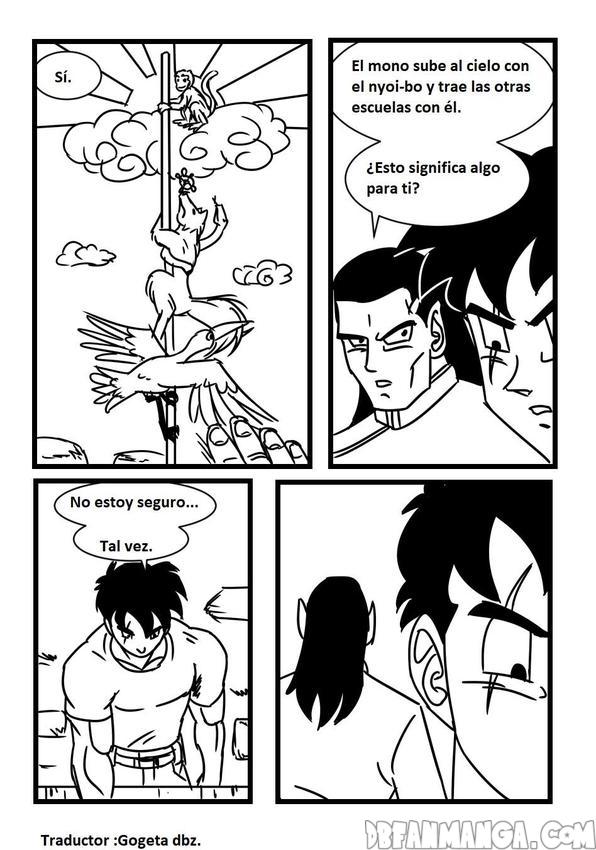 Sí.
El mono sube al cielo con
el nyoi-bo y trae las otras
escuelas con él.
¿Esto significa algo
para ti?
No estoy seguro...
Tal vez.
Traductor :Gogeta dbz.
DBFANMANGA.COM